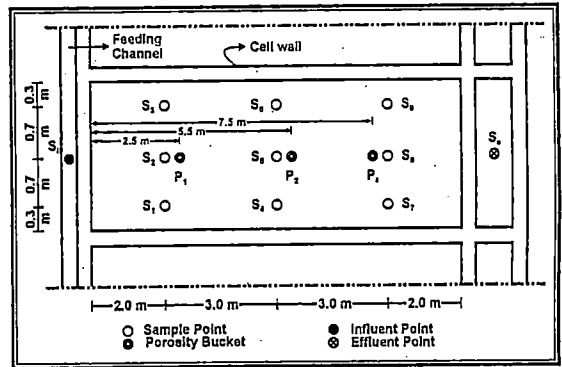 Feeding
Channel
Cell wall
0.3
m
0.7
m
0.7
m
0.3
m
S₃
S₆
S₉
7.5 m
5.5 m
2.5 m
Sᵢ
S₂
S₅
S₈
Sₑ
P₁
P₂
P₃
S₁
S₄
S₇
2.0 m
3.0 m
3.0 m
2.0 m
Sample Point
Influent Point
Porosity Bucket
Effluent Point